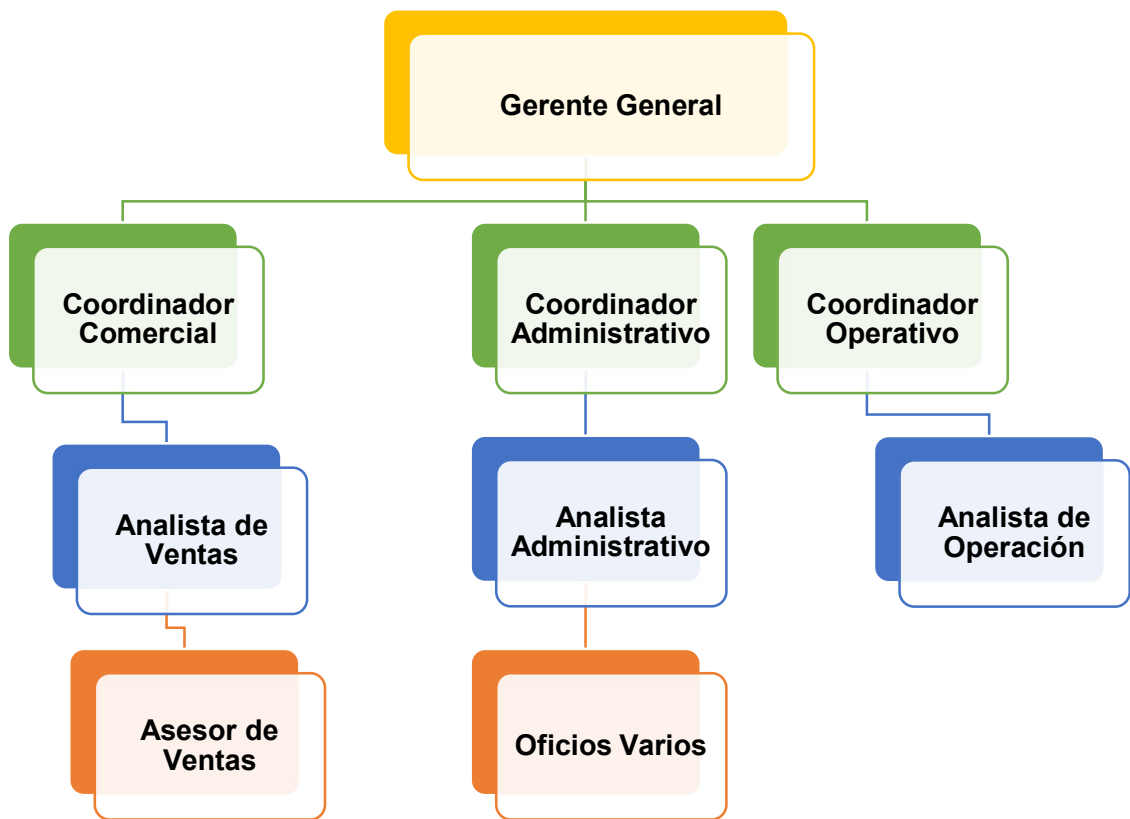 Gerente General
Coordinador
Comercial
Coordinador
Administrativo
Coordinador
Operativo
Analista de
Ventas
Analista
Administrativo
Analista de
Operación
Asesor de
Ventas
Oficios Varios